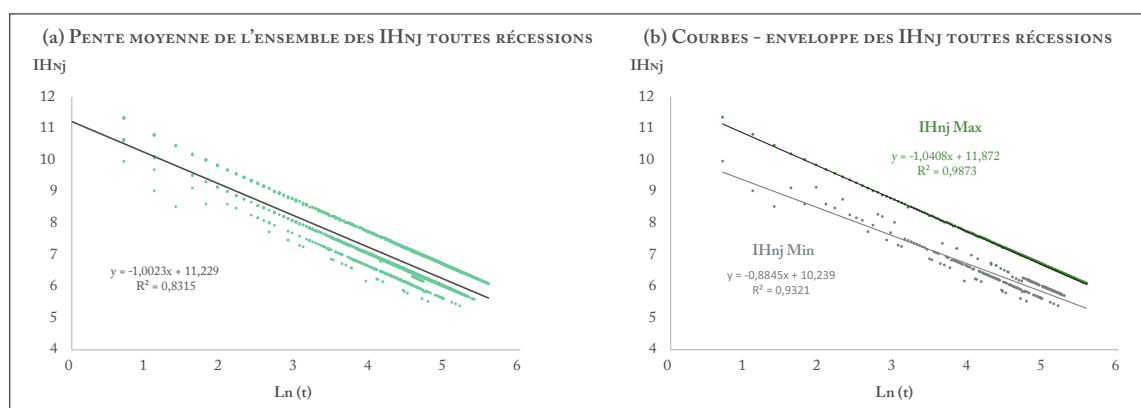 (a) Pente moyenne de l'ensemble des IHnj toutes récessions
IHNj
12
11
10
9
8
7
6
5
4
y = -1,0023x + 11,229
R² = 0,8315
0 1 2 3 4 5 6
Ln (t)
(b) Courbes - enveloppe des IHnj toutes récessions
IHNj
12
11
10
9
8
7
6
5
4
IHnj Max
y = -1,0408x + 11,872
R² = 0,9873
IHnj Min
y = -0,8845x + 10,239
R² = 0,9321
0 1 2 3 4 5 6
Ln (t)